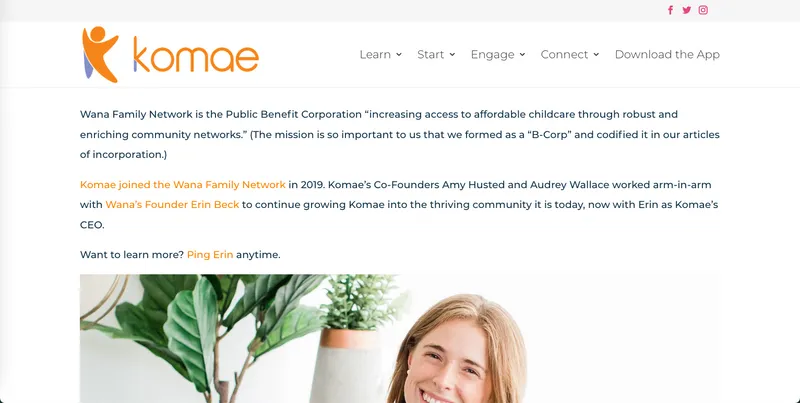 komae
Learn Start Engage Connect Download the App
Wana Family Network is the Public Benefit Corporation “increasing access to affordable childcare through robust and
enriching community networks.” (The mission is so important to us that we formed as a “B-Corp” and codified it in our articles
of incorporation.)
Komae joined the Wana Family Network in 2019. Komae’s Co-Founders Amy Husted and Audrey Wallace worked arm-in-arm
with Wana’s Founder Erin Beck to continue growing Komae into the thriving community it is today, now with Erin as Komae’s
CEO.
Want to learn more? Ping Erin anytime.